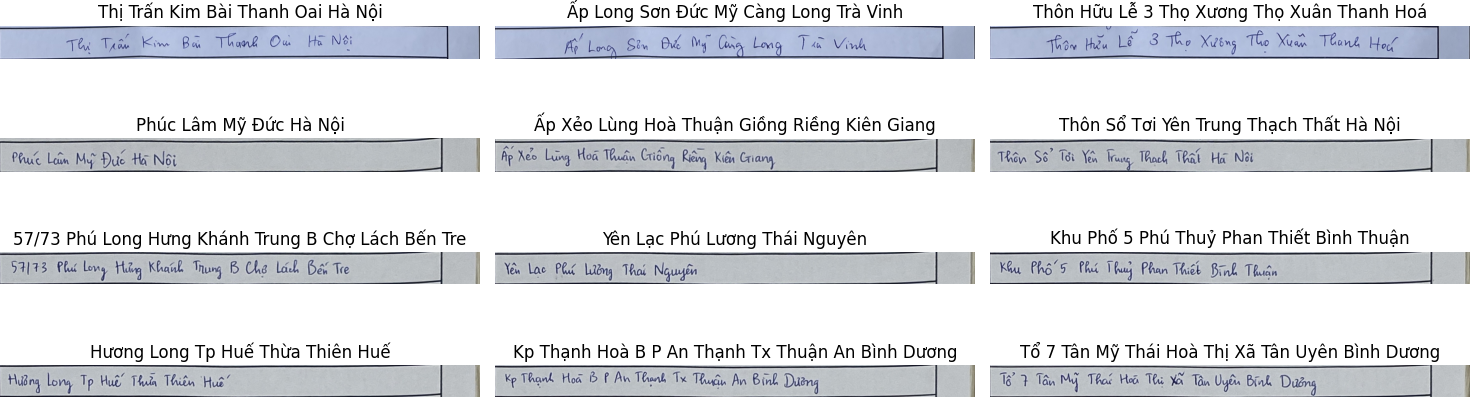 Thị Trấn Kim Bài Thanh Oai Hà Nội
Thị Trấn Kim Bài Thanh Oai Hà Nội
Ấp Long Sơn Đức Mỹ Càng Long Trà Vinh
Ấp Long Sơn Đức Mỹ Càng Long Trà Vinh
Thôn Hữu Lễ 3 Thọ Xương Thọ Xuân Thanh Hoá
Thôn Hữu Lễ 3 Thọ Xương Thọ Xuân Thanh Hoá
Phúc Lâm Mỹ Đức Hà Nội
Phúc Lâm Mỹ Đức Hà Nội
Ấp Xẻo Lùng Hoà Thuận Giồng Riềng Kiên Giang
Ấp Xẻo Lùng Hoà Thuận Giồng Riềng Kiên Giang
Thôn Sổ Tơi Yên Trung Thạch Thất Hà Nội
Thôn Sổ Tơi Yên Trung Thạch Thất Hà Nội
57/73 Phú Long Hưng Khánh Trung B Chợ Lách Bến Tre
57/73 Phú Long Hưng Khánh Trung B Chợ Lách Bến Tre
Yên Lạc Phú Lương Thái Nguyên
Yên Lạc Phú Lương Thái Nguyên
Khu Phố 5 Phú Thuỷ Phan Thiết Bình Thuận
Khu Phố 5 Phú Thuỷ Phan Thiết Bình Thuận
Hương Long Tp Huế Thừa Thiên Huế
Hương Long Tp Huế Thừa Thiên Huế
Kp Thạnh Hoà B P An Thạnh Tx Thuận An Bình Dương
Kp Thạnh Hoà B P An Thạnh Tx Thuận An Bình Dương
Tổ 7 Tân Mỹ Thái Hoà Thị Xã Tân Uyên Bình Dương
Tổ 7 Tân Mỹ Thái Hoà Thị Xã Tân Uyên Bình Dương